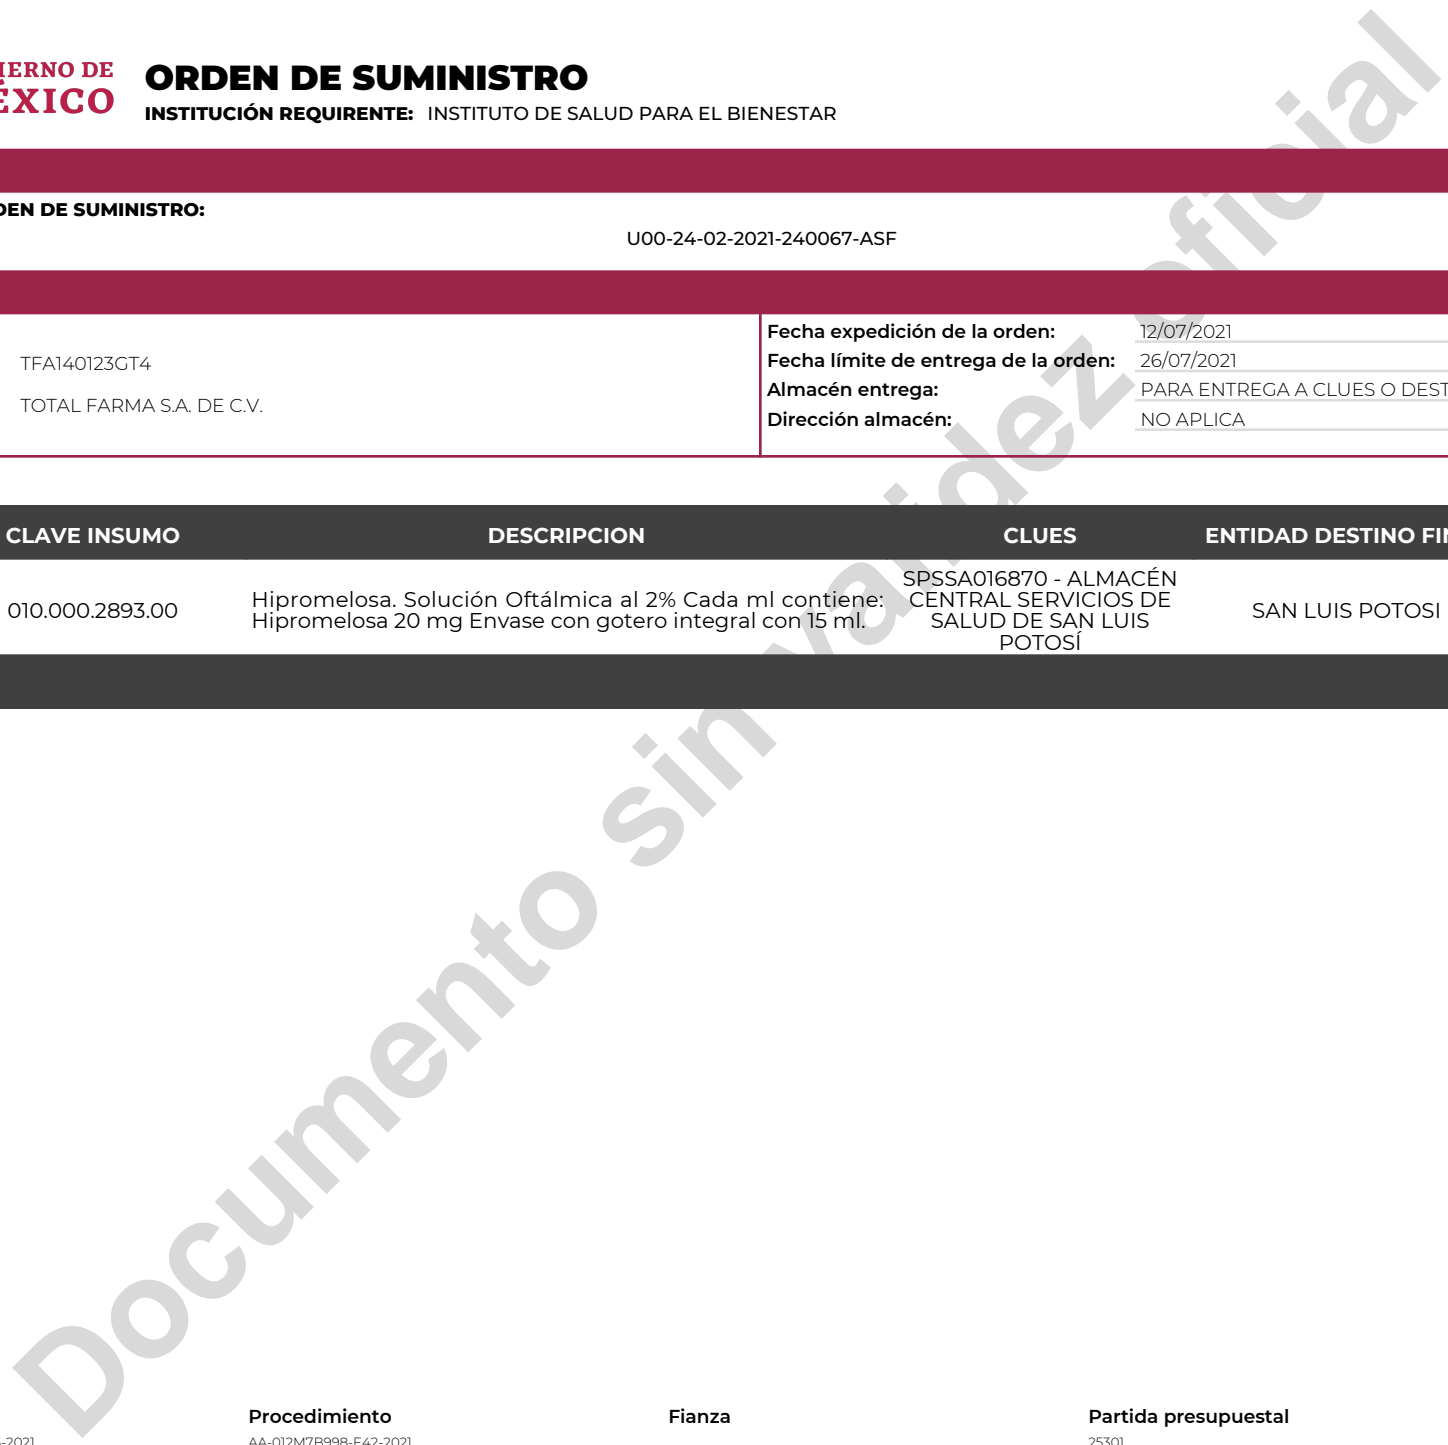 IERNO DE
ÉXICO
ORDEN DE SUMINISTRO
INSTITUCIÓN REQUIRENTE: INSTITUTO DE SALUD PARA EL BIENESTAR
DEN DE SUMINISTRO:
U00-24-02-2021-240067-ASF
TFA140123GT4
TOTAL FARMA S.A. DE C.V.
Fecha expedición de la orden: 12/07/2021
Fecha límite de entrega de la orden: 26/07/2021
Almacén entrega: PARA ENTREGA A CLUES O DEST
Dirección almacén: NO APLICA
CLAVE INSUMO DESCRIPCION CLUES ENTIDAD DESTINO FIN
010.000.2893.00
Hipromelosa. Solución Oftálmica al 2% Cada ml contiene:
Hipromelosa 20 mg Envase con gotero integral con 15 ml.
SPSSA016870 - ALMACÉN
CENTRAL SERVICIOS DE
SALUD DE SAN LUIS
POTOSÍ
SAN LUIS POTOSI
Documento sin validez oficial
Procedimiento Fianza Partida presupuestal
-2021 AA-012M7B998-E42-2021 25301